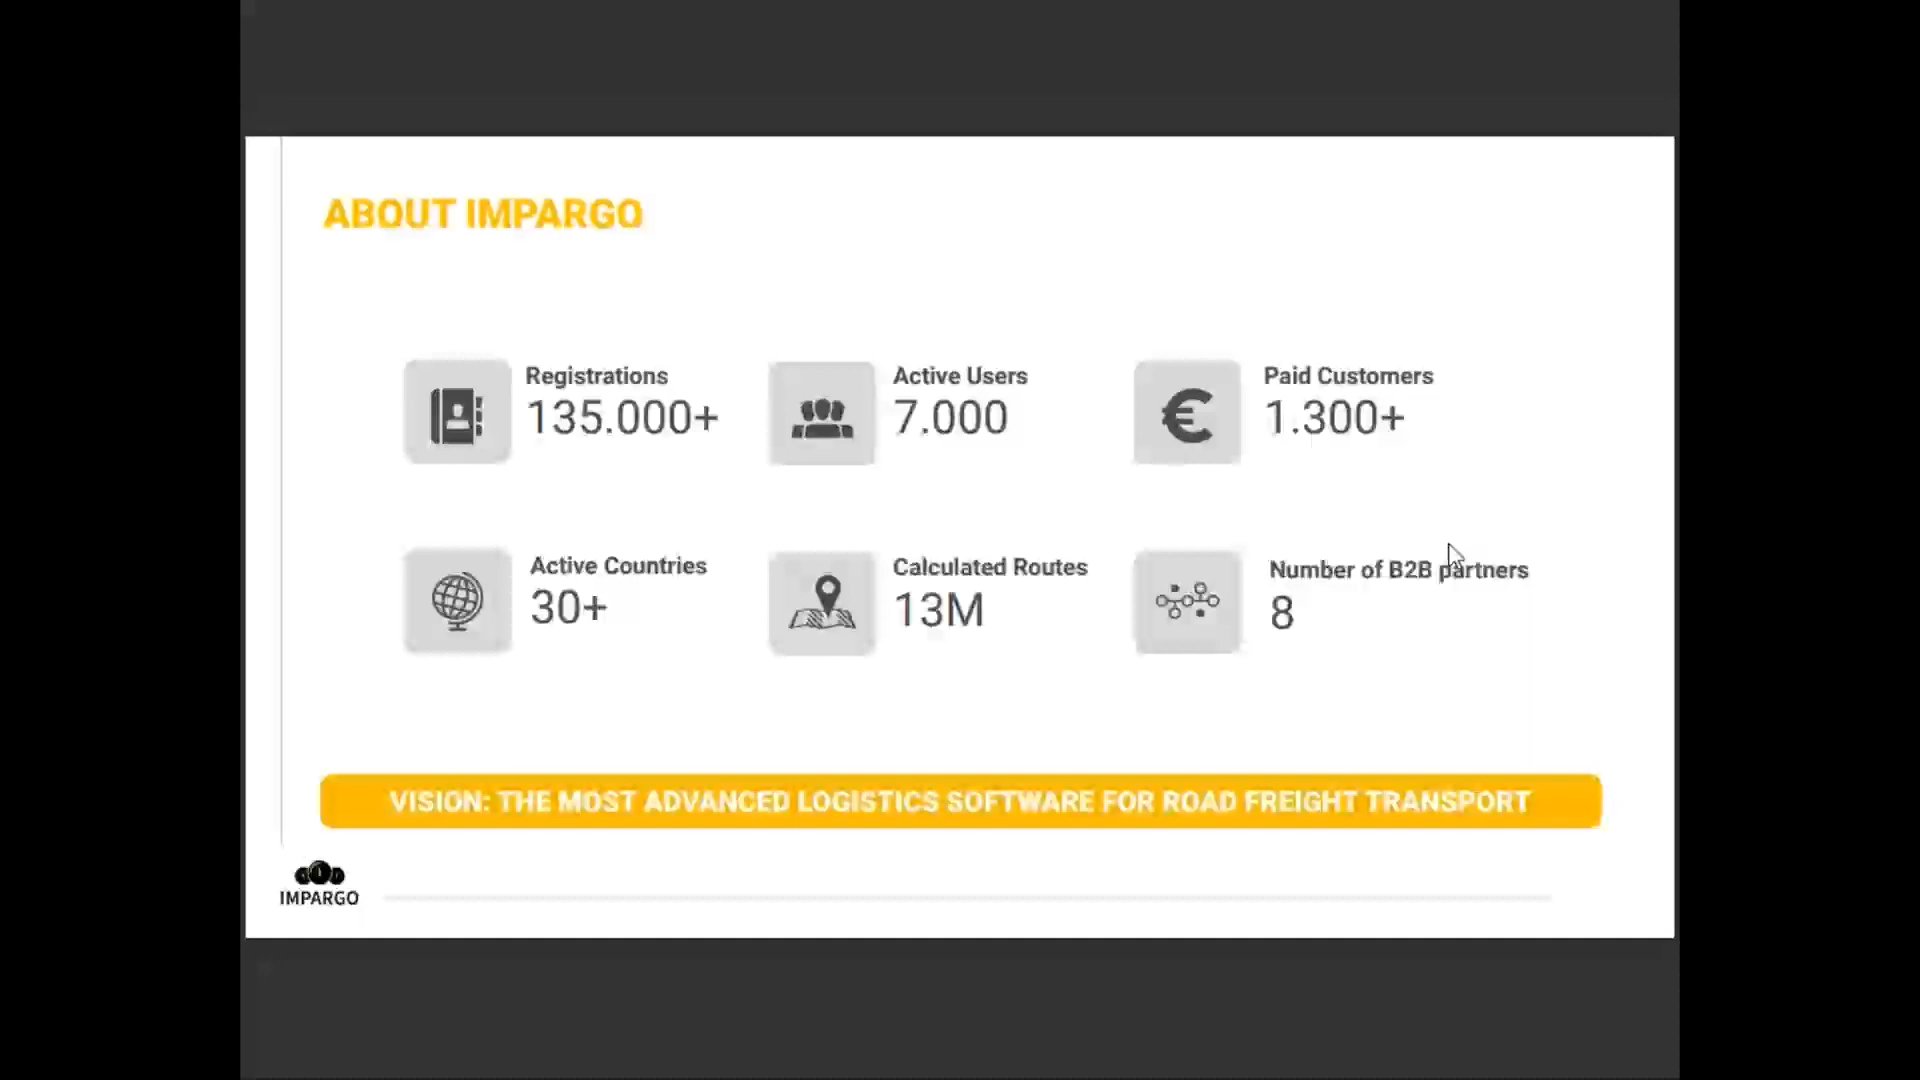 ABOUT IMPARGO
Registrations
135.000+
Active Users
7.000
Paid Customers
1.300+
Active Countries
30+
Calculated Routes
13M
Number of B2B partners
8
VISION: THE MOST ADVANCED LOGISTICS SOFTWARE FOR ROAD FREIGHT TRANSPORT
IMPARGO